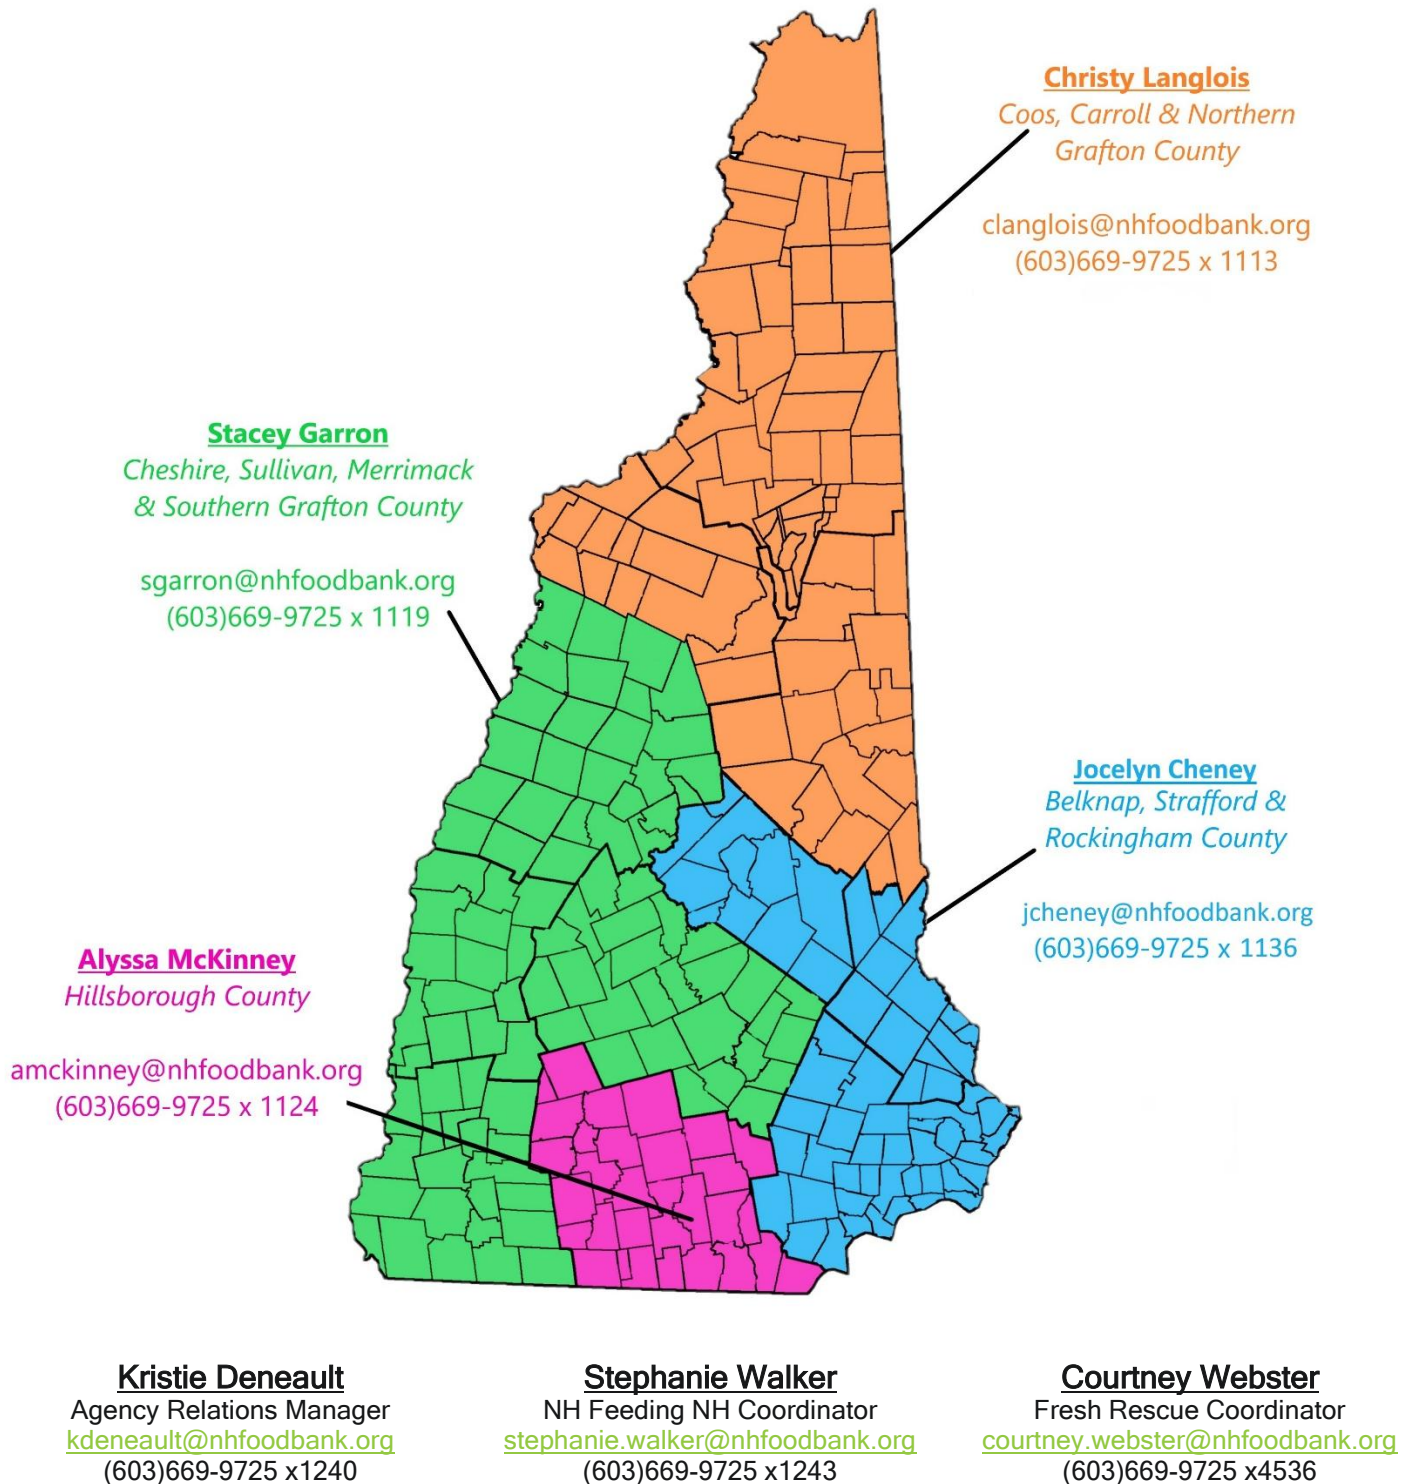 Christy Langlois
Coos, Carroll & Northern
Grafton County
clanglois@nhfoodbank.org
(603)669-9725 x 1113
Stacey Garron
Cheshire, Sullivan, Merrimack
& Southern Grafton County
sgarron@nhfoodbank.org
(603)669-9725 x 1119
Jocelyn Cheney
Belknap, Strafford &
Rockingham County
jcheney@nhfoodbank.org
(603)669-9725 x 1136
Alyssa McKinney
Hillsborough County
amckinney@nhfoodbank.org
(603)669-9725 x 1124
Kristie Deneault
Agency Relations Manager
kdeneault@nhfoodbank.org
(603)669-9725 x1240
Stephanie Walker
NH Feeding NH Coordinator
stephanie.walker@nhfoodbank.org
(603)669-9725 x1243
Courtney Webster
Fresh Rescue Coordinator
courtney.webster@nhfoodbank.org
(603)669-9725 x4536